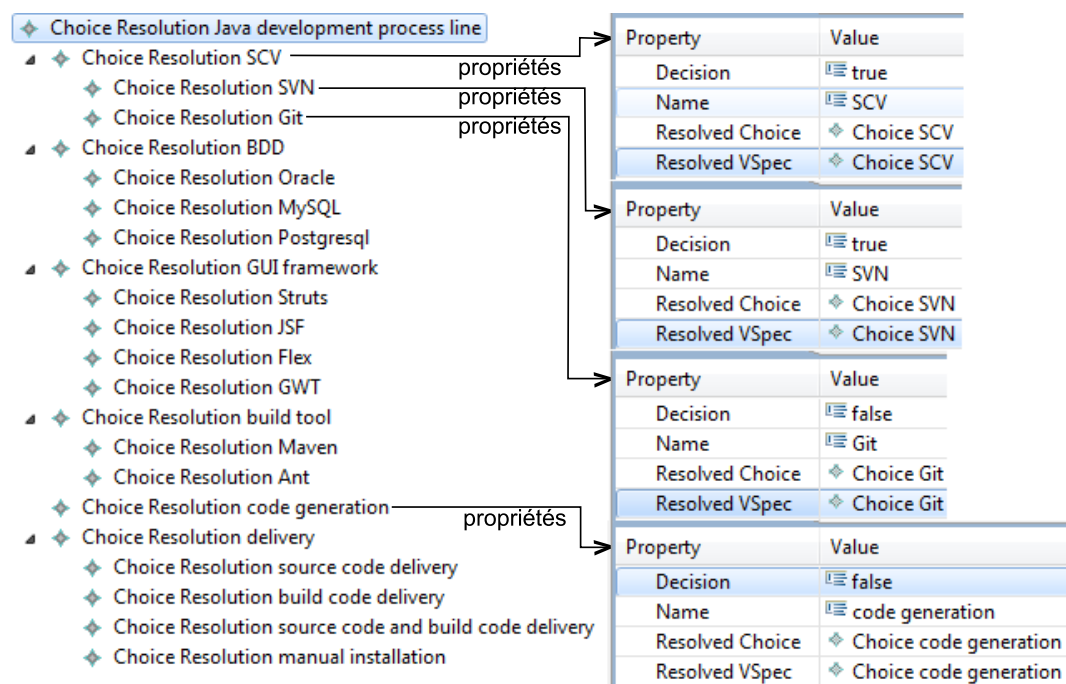 Choice Resolution Java development process line
Choice Resolution SCV
Choice Resolution SVN
Choice Resolution Git
Choice Resolution BDD
Choice Resolution Oracle
Choice Resolution MySQL
Choice Resolution Postgresql
Choice Resolution GUI framework
Choice Resolution Struts
Choice Resolution JSF
Choice Resolution Flex
Choice Resolution GWT
Choice Resolution build tool
Choice Resolution Maven
Choice Resolution Ant
Choice Resolution code generation
Choice Resolution delivery
Choice Resolution source code delivery
Choice Resolution build code delivery
Choice Resolution source code and build code delivery
Choice Resolution manual installation
propriétés
propriétés
propriétés
propriétés
Property Value
Decision true
Name SCV
Resolved Choice Choice SCV
Resolved VSpec Choice SCV
Property Value
Decision true
Name SVN
Resolved Choice Choice SVN
Resolved VSpec Choice SVN
Property Value
Decision false
Name Git
Resolved Choice Choice Git
Resolved VSpec Choice Git
Property Value
Decision false
Name code generation
Resolved Choice Choice code generation
Resolved VSpec Choice code generation